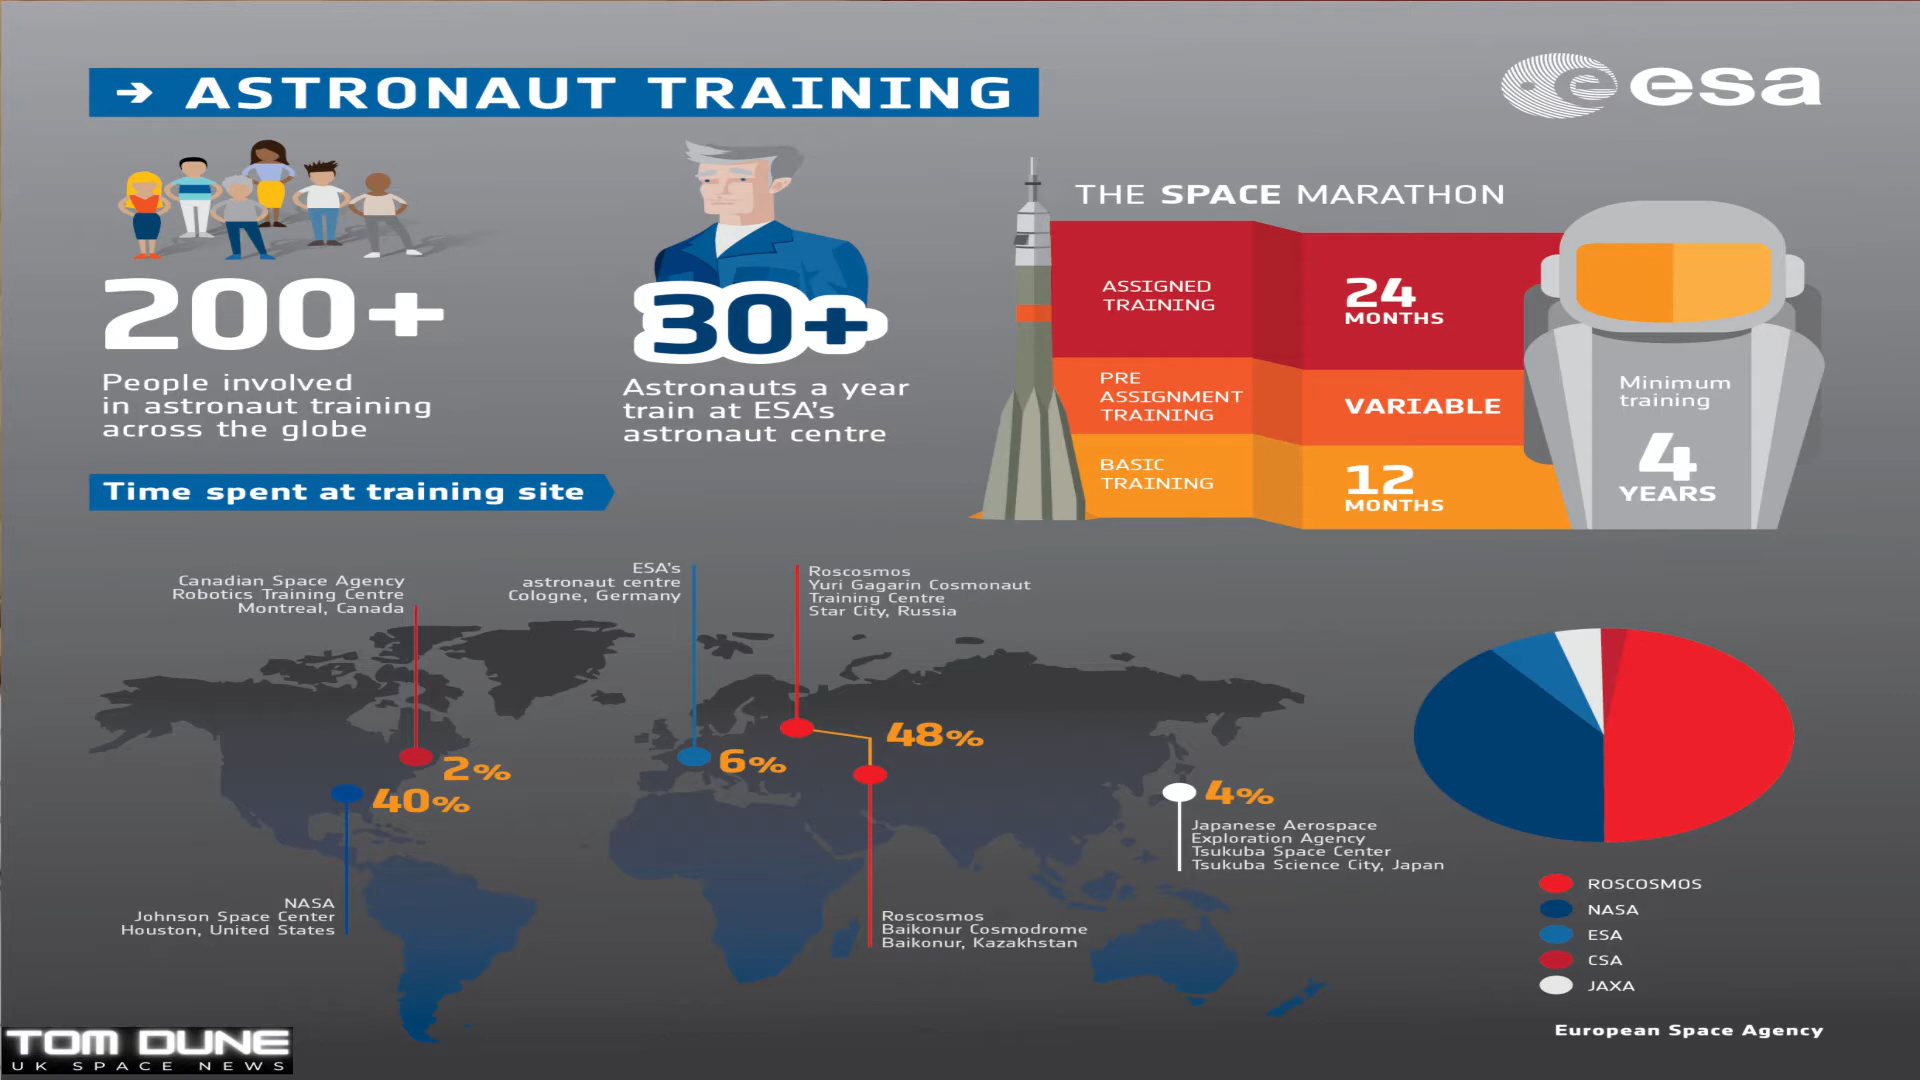 → ASTRONAUT TRAINING
esa
200+
People involved
in astronaut training
across the globe
30+
Astronauts a year
train at ESA's
astronaut centre
THE SPACE MARATHON
ASSIGNED
TRAINING
24
MONTHS
PRE
ASSIGNMENT
TRAINING
VARIABLE
BASIC
TRAINING
12
MONTHS
Minimum
training
4
YEARS
Time spent at training site
Canadian Space Agency
Robotics Training Centre
Montreal, Canada
2%
ESA's
astronaut centre
Cologne, Germany
6%
Roscosmos
Yuri Gagarin Cosmonaut
Training Centre
Star City, Russia
48%
40%
NASA
Johnson Space Center
Houston, United States
Roscosmos
Baikonur Cosmodrome
Baikonur, Kazakhstan
4%
Japanese Aerospace
Exploration Agency
Tsukuba Space Center
Tsukuba Science City, Japan
ROSCOSMOS
NASA
ESA
CSA
JAXA
European Space Agency
TOM DUNE
UK SPACE NEWS